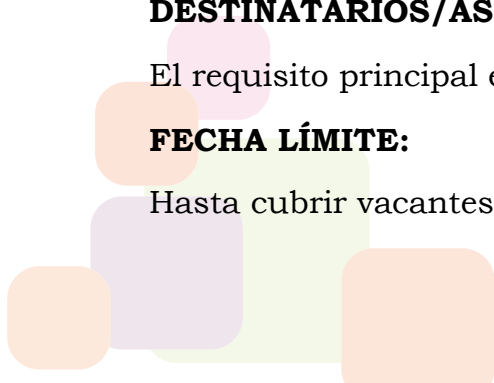 DESTINATARIOS/AS
El requisito principal
FECHA LÍMITE:
Hasta cubrir vacantes